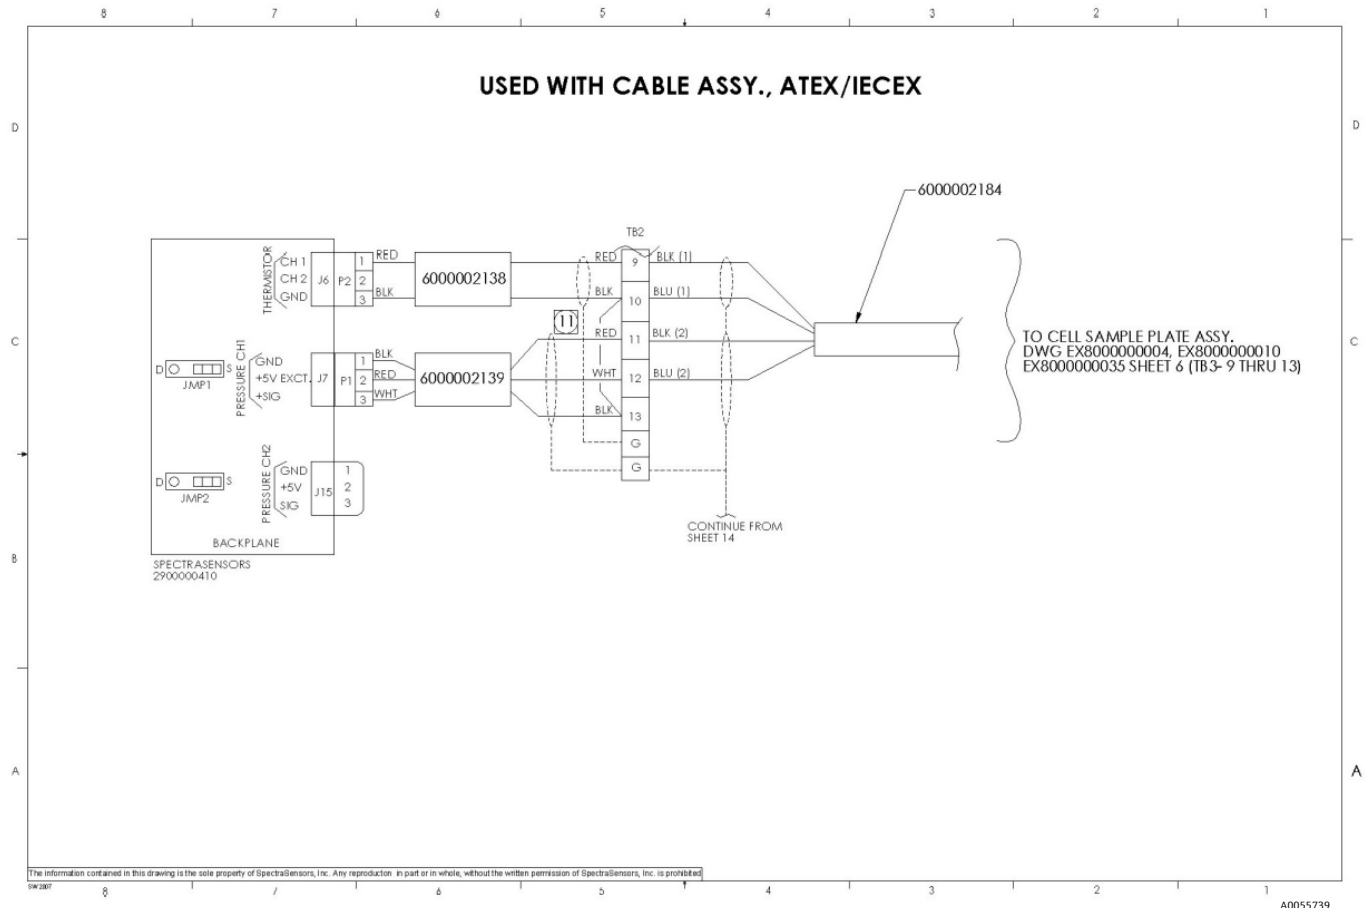 8 7 6 5 4 3 2 1
USED WITH CABLE ASSY., ATEX/IECEX
D
D
6000002184
TB2
THERMISTOR
CH 1
CH 2
GND
J6
P2
1
2
3
RED
BLK
6000002138
RED
9
BLK (1)
BLK
10
BLU (1)
11
RED
11
BLK (2)
WHT
12
BLU (2)
BLK
13
G
G
C
C
TO CELL SAMPLE PLATE ASSY.
DWG EX8000000004, EX8000000010
EX8000000035 SHEET 6 (TB3- 9 THRU 13)
D
S
JMP1
PRESSURE CH1
GND
+5V EXCT.
+SIG
J7
P1
1
2
3
BLK
RED
WHT
6000002139
D
S
JMP2
PRESSURE CH2
GND
+5V
SIG
J15
1
2
3
CONTINUE FROM
SHEET 14
BACKPLANE
B
B
SPECTRASENSORS
2900000410
A
A
The information contained in this drawing is the sole property of SpectraSensors, Inc. Any reproducton in part or in whole, without the written permission of SpectraSensors, Inc. is prohibited
SW2007
8 7 6 5 4 3 2 1
A0055739